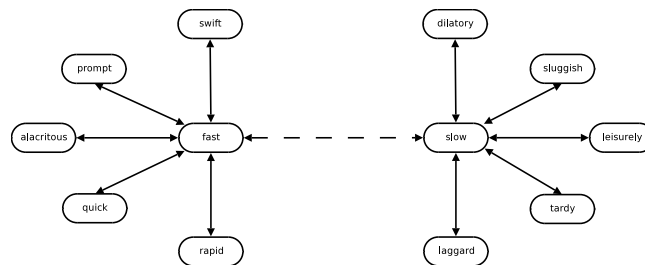 swift
dilatory
prompt
sluggish
alacritous
fast
slow
leisurely
quick
tardy
rapid
laggard